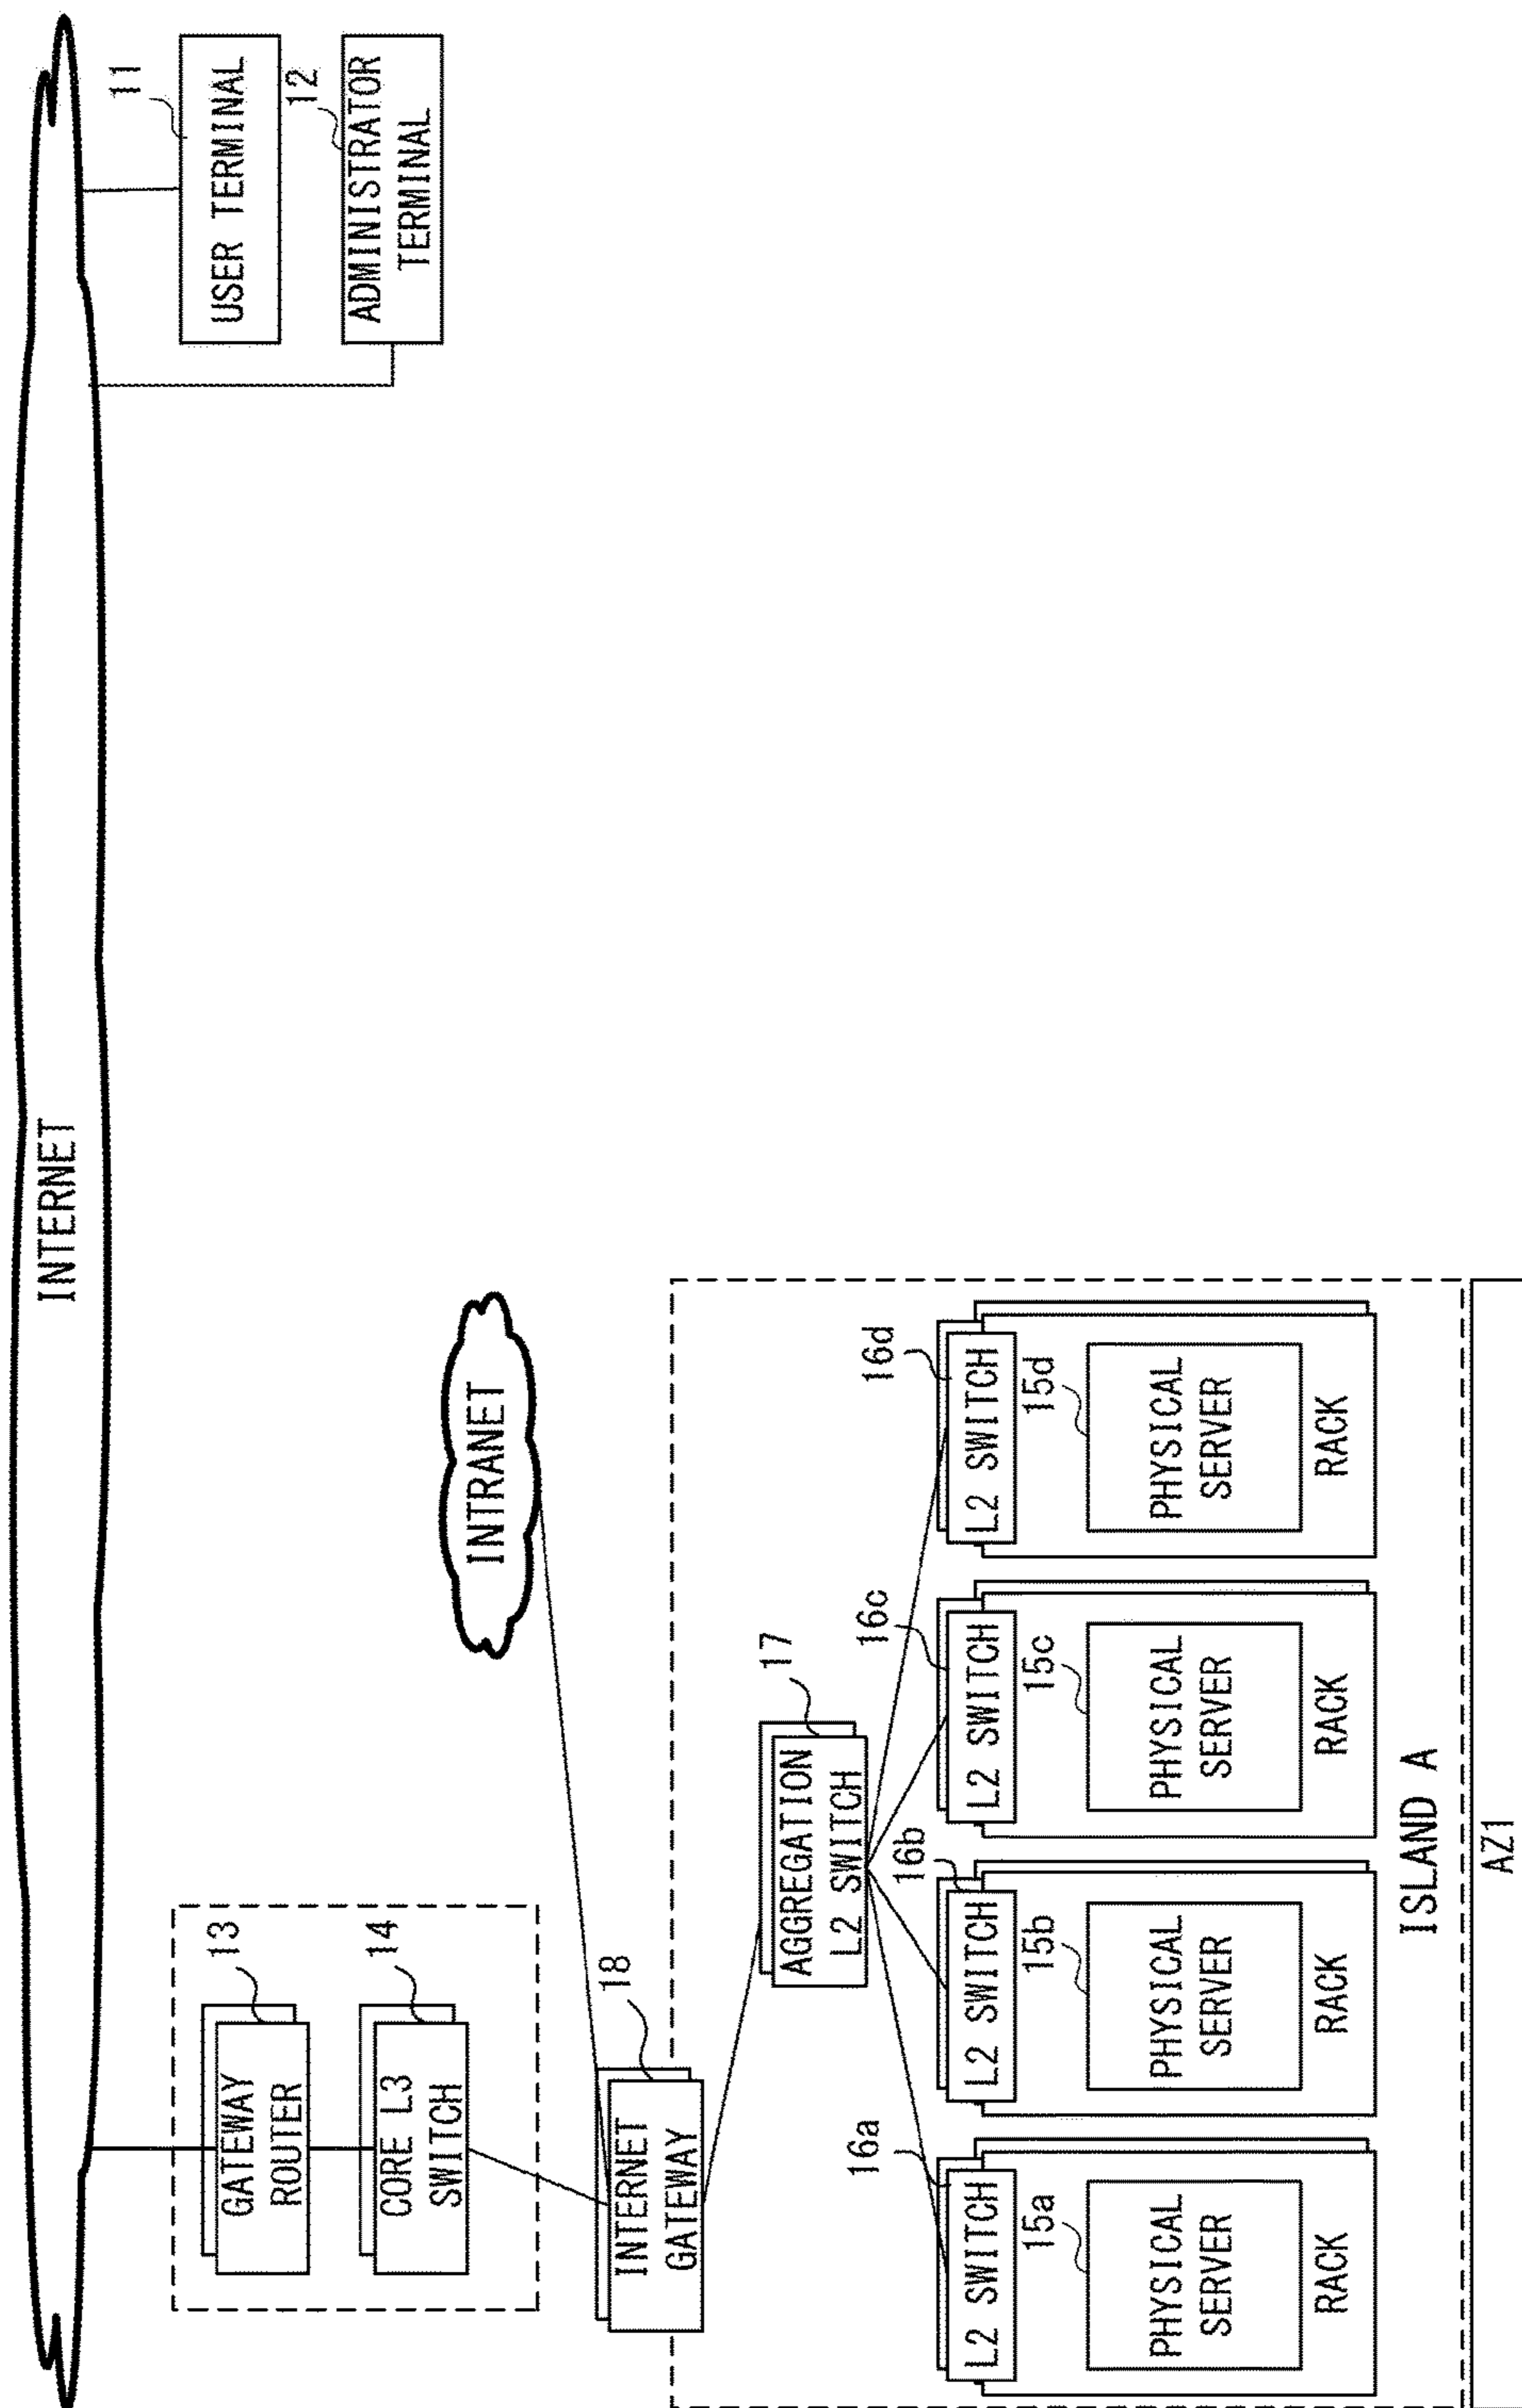 INTERNET
11
USER TERMINAL
12
ADMINISTRATOR
TERMINAL
13
GATEWAY
ROUTER
14
CORE L3
SWITCH
INTRANET
18
INTERNET
GATEWAY
17
AGGREGATION
L2 SWITCH
16a
L2 SWITCH
15a
PHYSICAL
SERVER
RACK
16b
L2 SWITCH
15b
PHYSICAL
SERVER
RACK
16c
L2 SWITCH
15c
PHYSICAL
SERVER
RACK
16d
L2 SWITCH
15d
PHYSICAL
SERVER
RACK
ISLAND A
AZ1